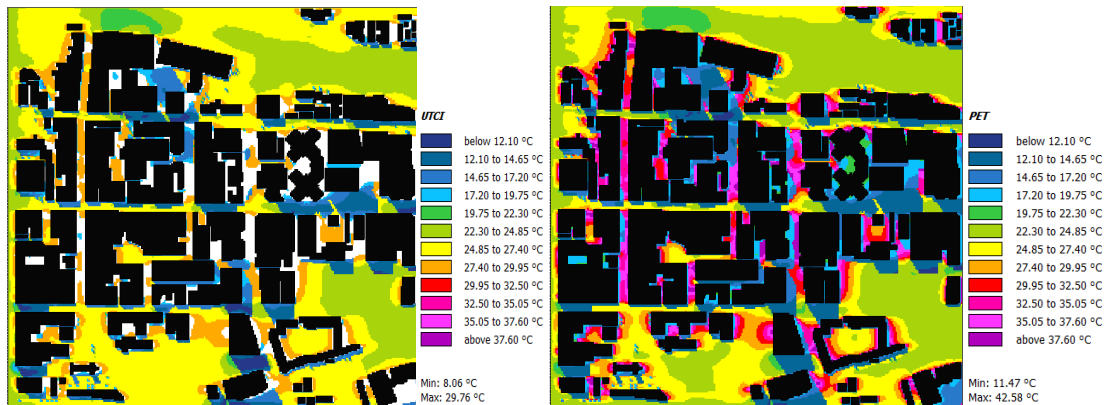 UTCI
below 12.10 °C
12.10 to 14.65 °C
14.65 to 17.20 °C
17.20 to 19.75 °C
19.75 to 22.30 °C
22.30 to 24.85 °C
24.85 to 27.40 °C
27.40 to 29.95 °C
29.95 to 32.50 °C
32.50 to 35.05 °C
35.05 to 37.60 °C
above 37.60 °C
Min: 8.06 °C
Max: 29.76 °C
PET
below 12.10 °C
12.10 to 14.65 °C
14.65 to 17.20 °C
17.20 to 19.75 °C
19.75 to 22.30 °C
22.30 to 24.85 °C
24.85 to 27.40 °C
27.40 to 29.95 °C
29.95 to 32.50 °C
32.50 to 35.05 °C
35.05 to 37.60 °C
above 37.60 °C
Min: 11.47 °C
Max: 42.58 °C